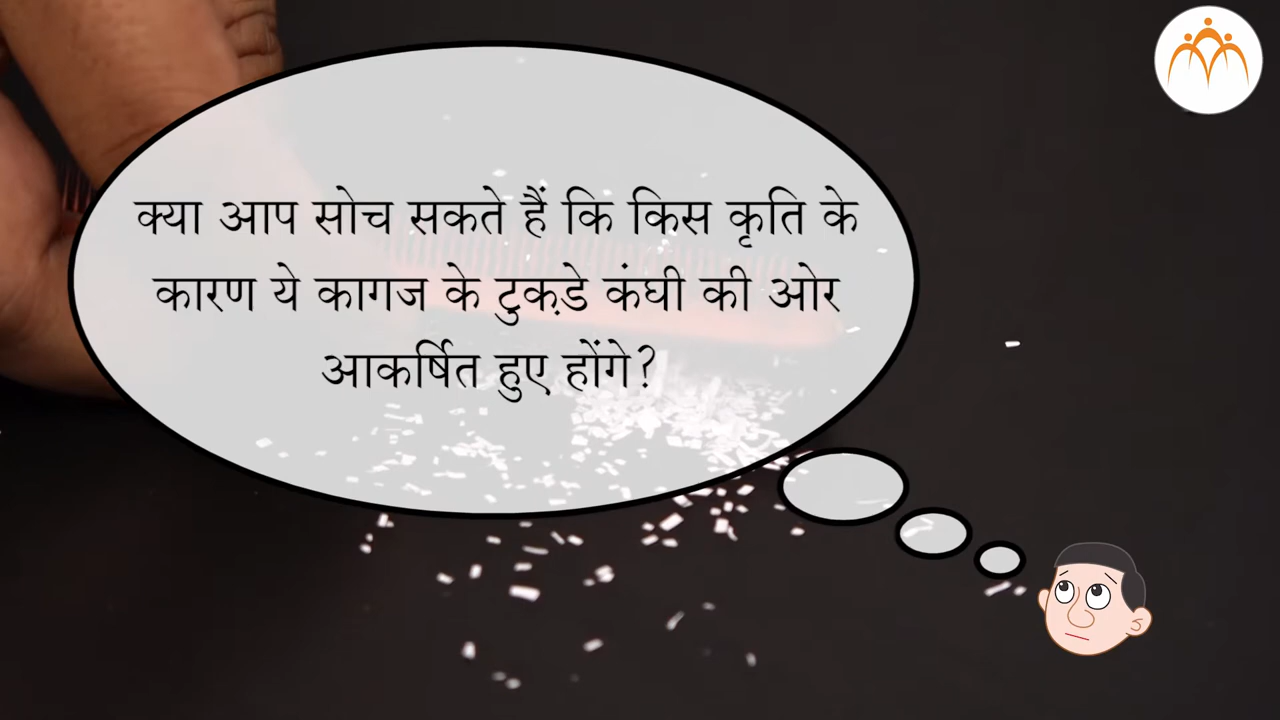 क्या आप सोच सकते हैं कि किस कृति के
कारण ये कागज के टुकडे़ कंघी की ओर
आकर्षित हुए होंगे?